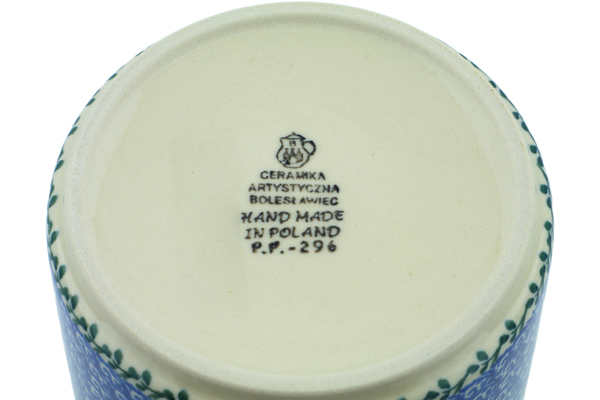 CERAMIKA
ARTYSTYCZNA
BOLESŁAWIEC
HAND MADE
IN POLAND
P.P.-296